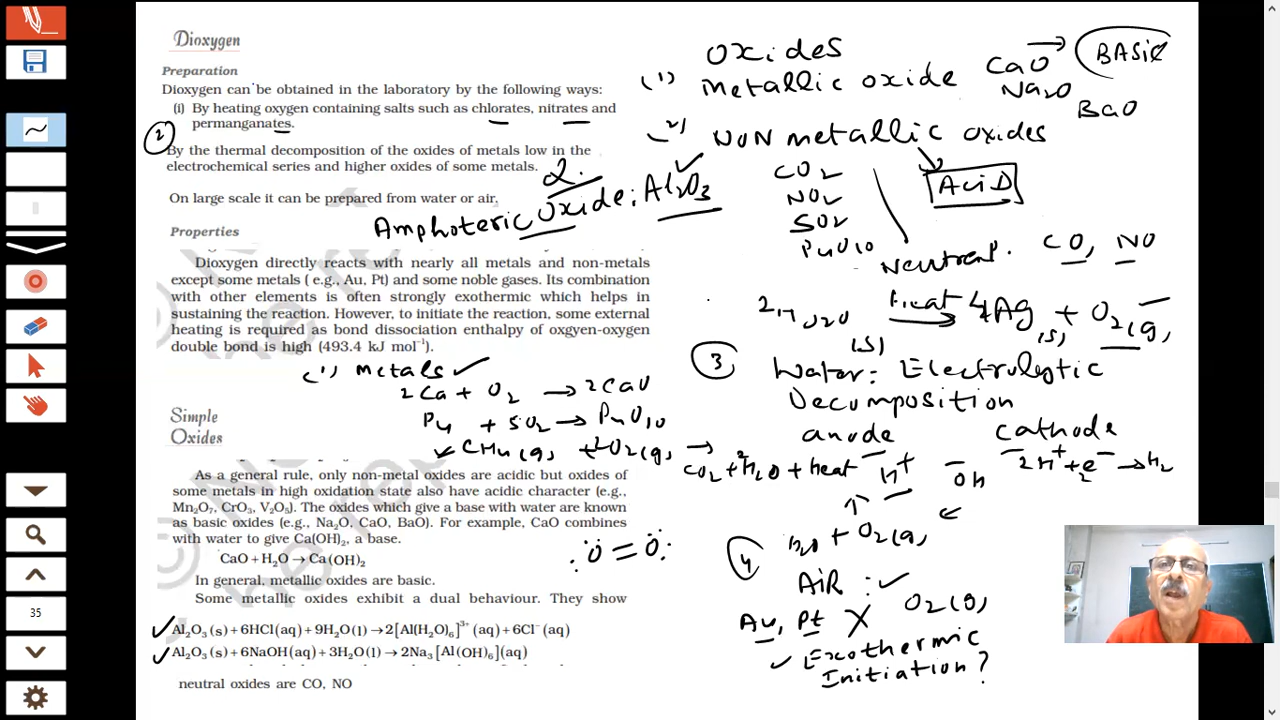 Dioxygen
Preparation
Dioxygen can be obtained in the laboratory by the following ways:
(i) By heating oxygen containing salts such as chlorates, nitrates and
permanganates.
(2)
By the thermal decomposition of the oxides of metals low in the
electrochemical series and higher oxides of some metals.
2.
On large scale it can be prepared from water or air.
Amphoteric Oxide: Al2O3
Properties
Dioxygen directly reacts with nearly all metals and non-metals
except some metals ( e.g., Au, Pt) and some noble gases. Its combination
with other elements is often strongly exothermic which helps in
sustaining the reaction. However, to initiate the reaction, some external
heating is required as bond dissociation enthalpy of oxgyen-oxygen
double bond is high (493.4 kJ mol⁻¹).
(1) metals ✓
2Ca + O2 → 2CaO
P4 + 5O2 → P4O10
CH4(g) + 2O2(g) →
CO2 + 2H2O + heat
Simple
Oxides
As a general rule, only non-metal oxides are acidic but oxides of
some metals in high oxidation state also have acidic character (e.g.,
Mn₂O₇, CrO₃, V₂O₅). The oxides which give a base with water are known
as basic oxides (e.g., Na₂O, CaO, BaO). For example, CaO combines
with water to give Ca(OH)₂, a base.
CaO + H₂O → Ca(OH)₂
In general, metallic oxides are basic.
Some metallic oxides exhibit a dual behaviour. They show
:Ö=Ö:
✓ Al₂O₃(s)+6HCl(aq)+9H₂O(l)→2[Al(H₂O)₆]³⁺(aq)+6Cl⁻(aq)
✓ Al₂O₃(s)+6NaOH(aq)+3H₂O(l)→2Na₃[Al(OH)₆](aq)
neutral oxides are CO, NO
Oxides
(1) metallic oxide CaO → BASIC
Na2O
BaO
(2) NON metallic oxides
CO2
NO2
SO2
P4O10
ACID
Neutral. CO, NO
Heat → 4Ag(s) + O2(g)
(s)
(3) Water: Electrolytic
Decomposition
anode cathode
H+ OH 2H+ + 2e → H2
H2O + O2(g)
(4)
AIR : ✓
O2(g)
Au, Pt X
✓ Exothermic
Initiation ?
35